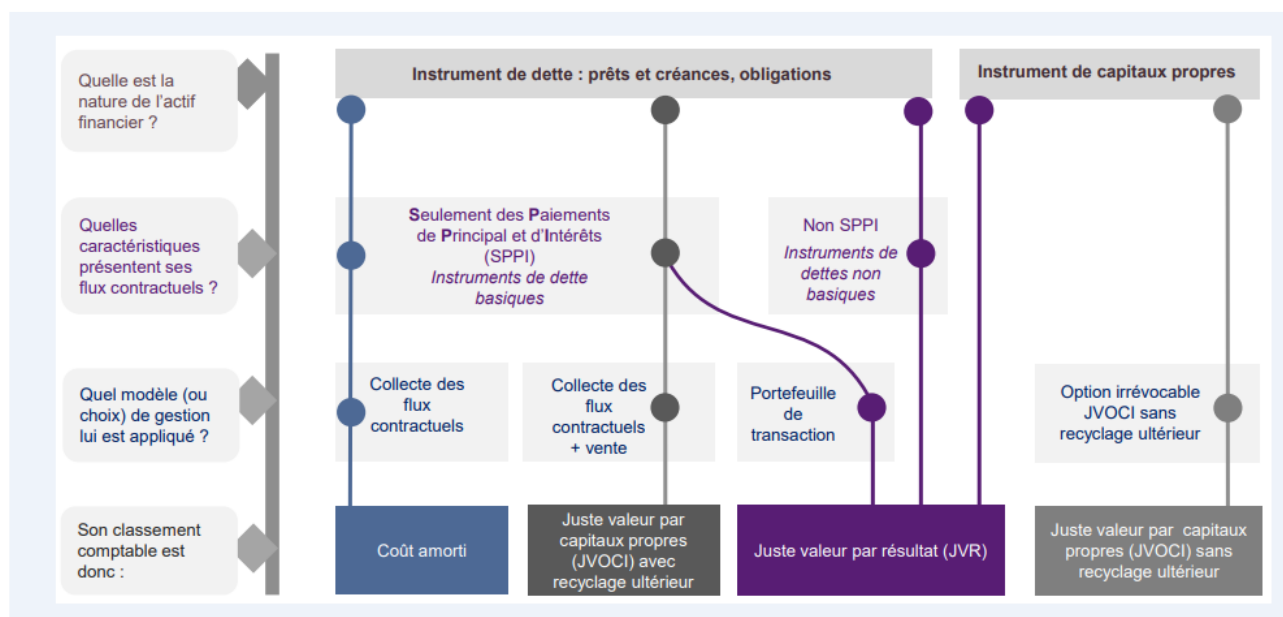 Quelle est la
nature de l'actif
financier ?
Instrument de dette : prêts et créances, obligations
Instrument de capitaux propres
Quelles
caractéristiques
présentent ses
flux contractuels ?
Seulement des Paiements
de Principal et d'Intérêts
(SPPI)
Instruments de dette
basiques
Non SPPI
Instruments de
dettes non
basiques
Quel modèle (ou
choix) de gestion
lui est appliqué ?
Collecte des
flux
contractuels
Collecte des
flux
contractuels
+ vente
Portefeuille
de
transaction
Option irrévocable
JVOCI sans
recyclage ultérieur
Son classement
comptable est
donc :
Coût amorti
Juste valeur par
capitaux propres
(JVOCI) avec
recyclage ultérieur
Juste valeur par résultat (JVR)
Juste valeur par capitaux
propres (JVOCI) sans
recyclage ultérieur